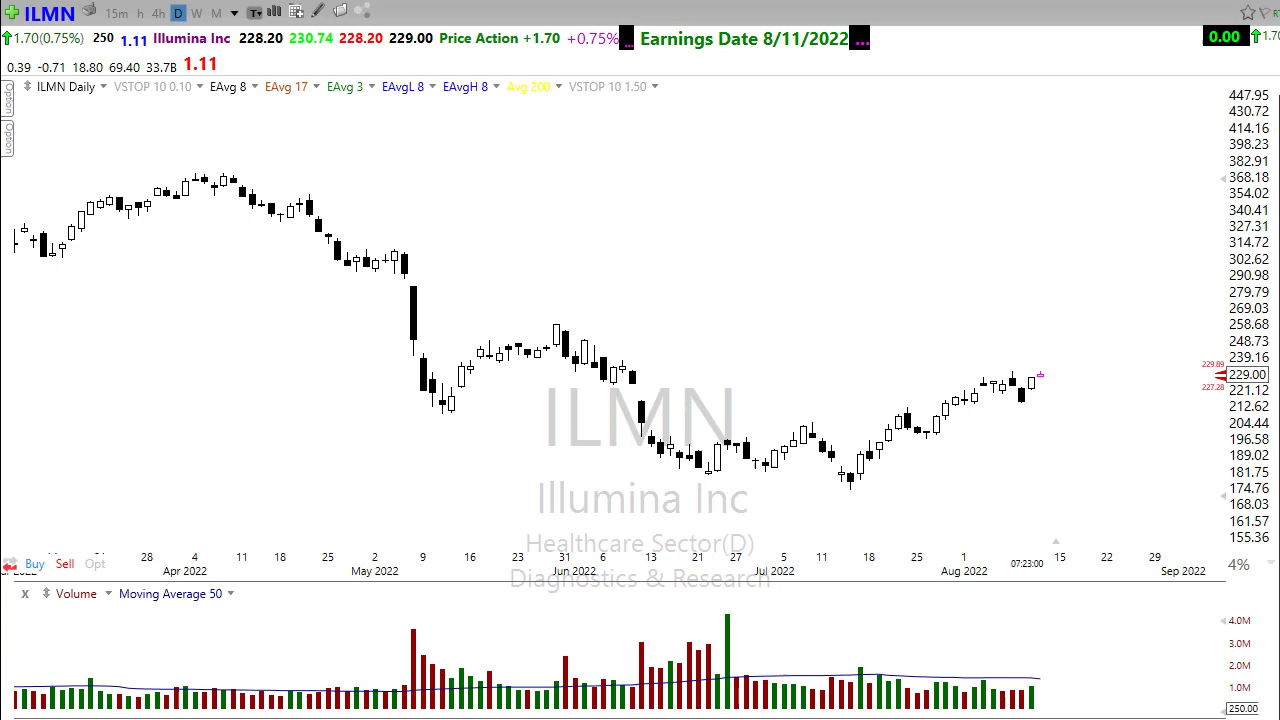 ILMN 15m h 4h D W M
1.70(0.75%) 250 1.11 Illumina Inc 228.20 230.74 228.20 229.00 Price Action +1.70 +0.75% ... Earnings Date 8/11/2022 ... 0.00
0.39 -0.71 18.80 69.40 33.7B 1.11
ILMN Daily VSTOP 10 0.10 EAvg 8 EAvg 17 EAvg 3 EAvgL 8 EAvgH 8 Avg 200 VSTOP 10 1.50
Option
Option
447.95
430.72
414.16
398.23
382.91
368.18
354.02
340.41
327.31
314.72
302.62
290.98
279.79
269.03
258.68
248.73
239.16
229.89
229.00
227.28
221.12
212.62
204.44
196.58
189.02
181.75
174.76
168.03
161.57
155.36
ILMN
Illumina Inc
Healthcare Sector(D)
Diagnostics & Research
28 4 11 18 25 2 9 16 23 31 6 13 21 27 5 11 18 25 1 15 22 29
Buy Sell Opt
Apr 2022 May 2022 Jun 2022 Jul 2022 Aug 2022 07:23:00 Sep 2022
4%
x Volume Moving Average 50
4.0M
3.0M
2.0M
1.0M
250.00